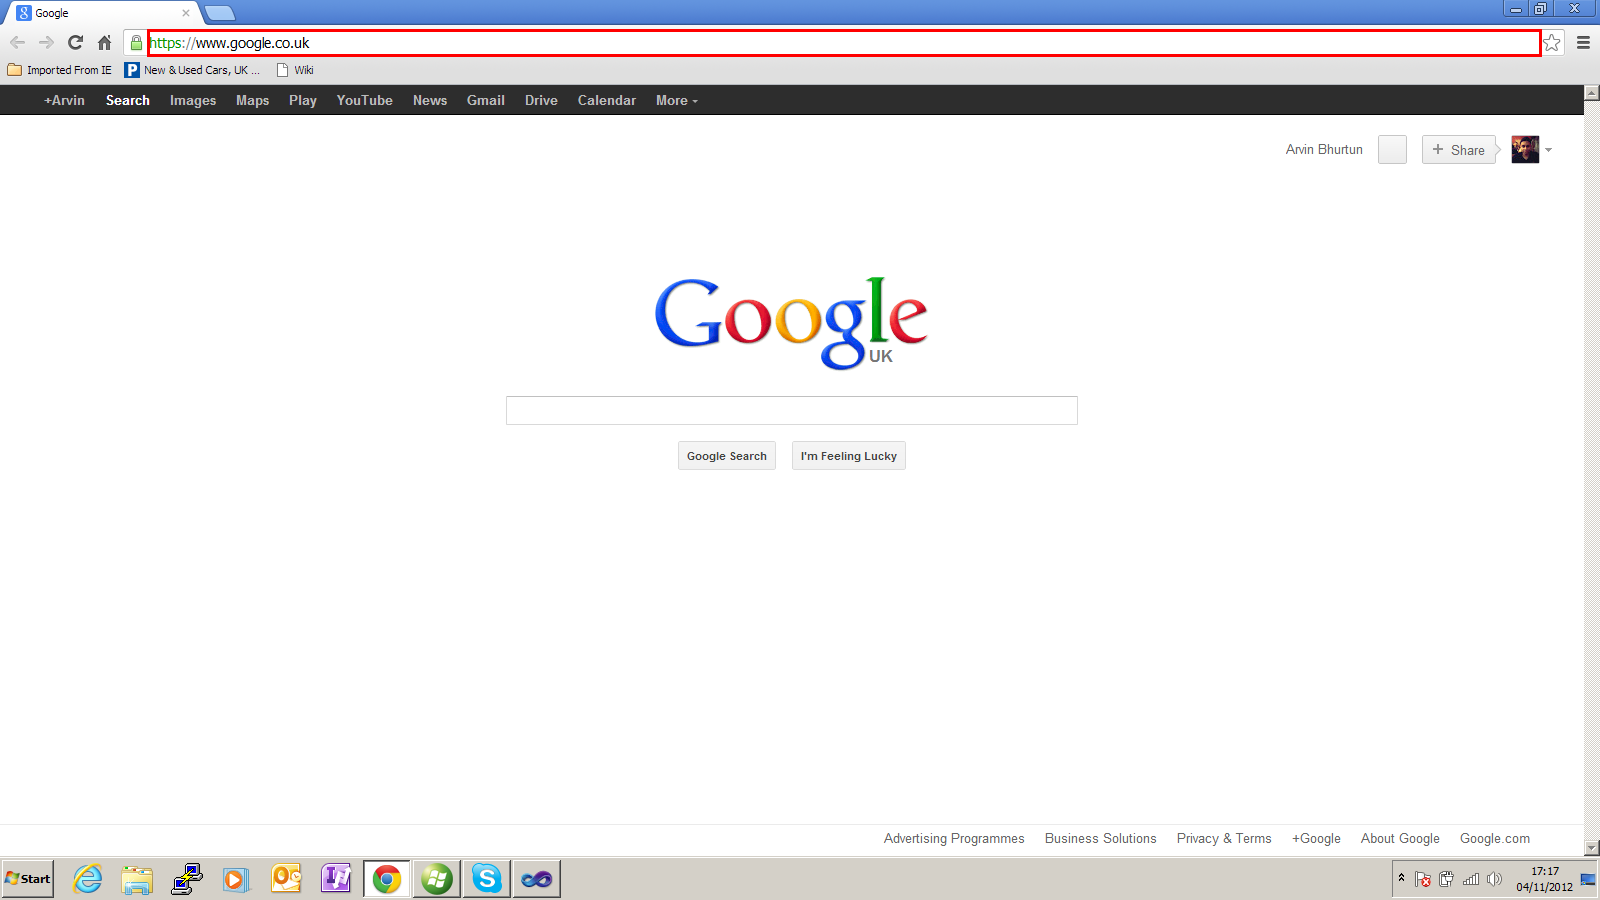 Google
https://www.google.co.uk
Imported From IE New & Used Cars, UK ... Wiki
+Arvin Search Images Maps Play YouTube News Gmail Drive Calendar More
Arvin Bhurtun + Share
Google
UK
Google Search I'm Feeling Lucky
Advertising Programmes Business Solutions Privacy & Terms +Google About Google Google.com
Start
17:17
04/11/2012